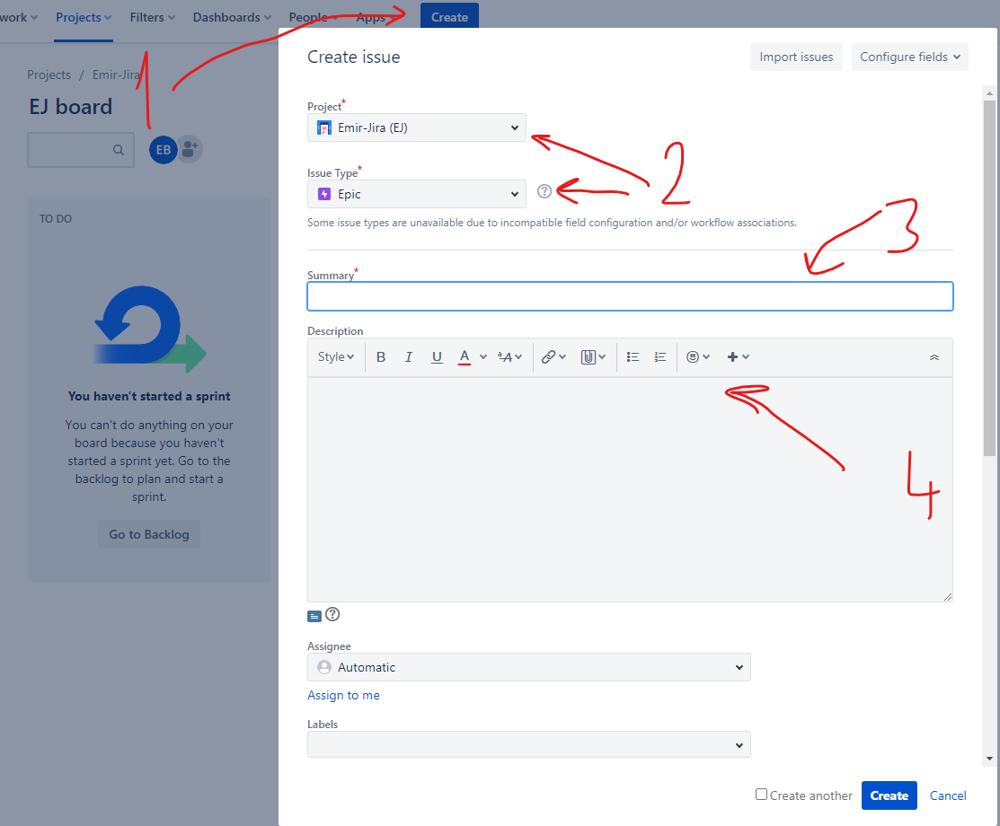 work Projects Filters Dashboards People Apps Create
1
Create issue Import issues Configure fields
Projects / Emir-Jira
EJ board
Project*
Emir-Jira (EJ)
EB
2
Issue Type*
Epic ?
Some issue types are unavailable due to incompatible field configuration and/or workflow associations.
TO DO
3
Summary*
Description
Style B I U A ªA
You haven't started a sprint
You can't do anything on your
board because you haven't
started a sprint yet. Go to the
backlog to plan and start a
sprint.
4
Go to Backlog
?
Assignee
Automatic
Assign to me
Labels
Create another Create Cancel